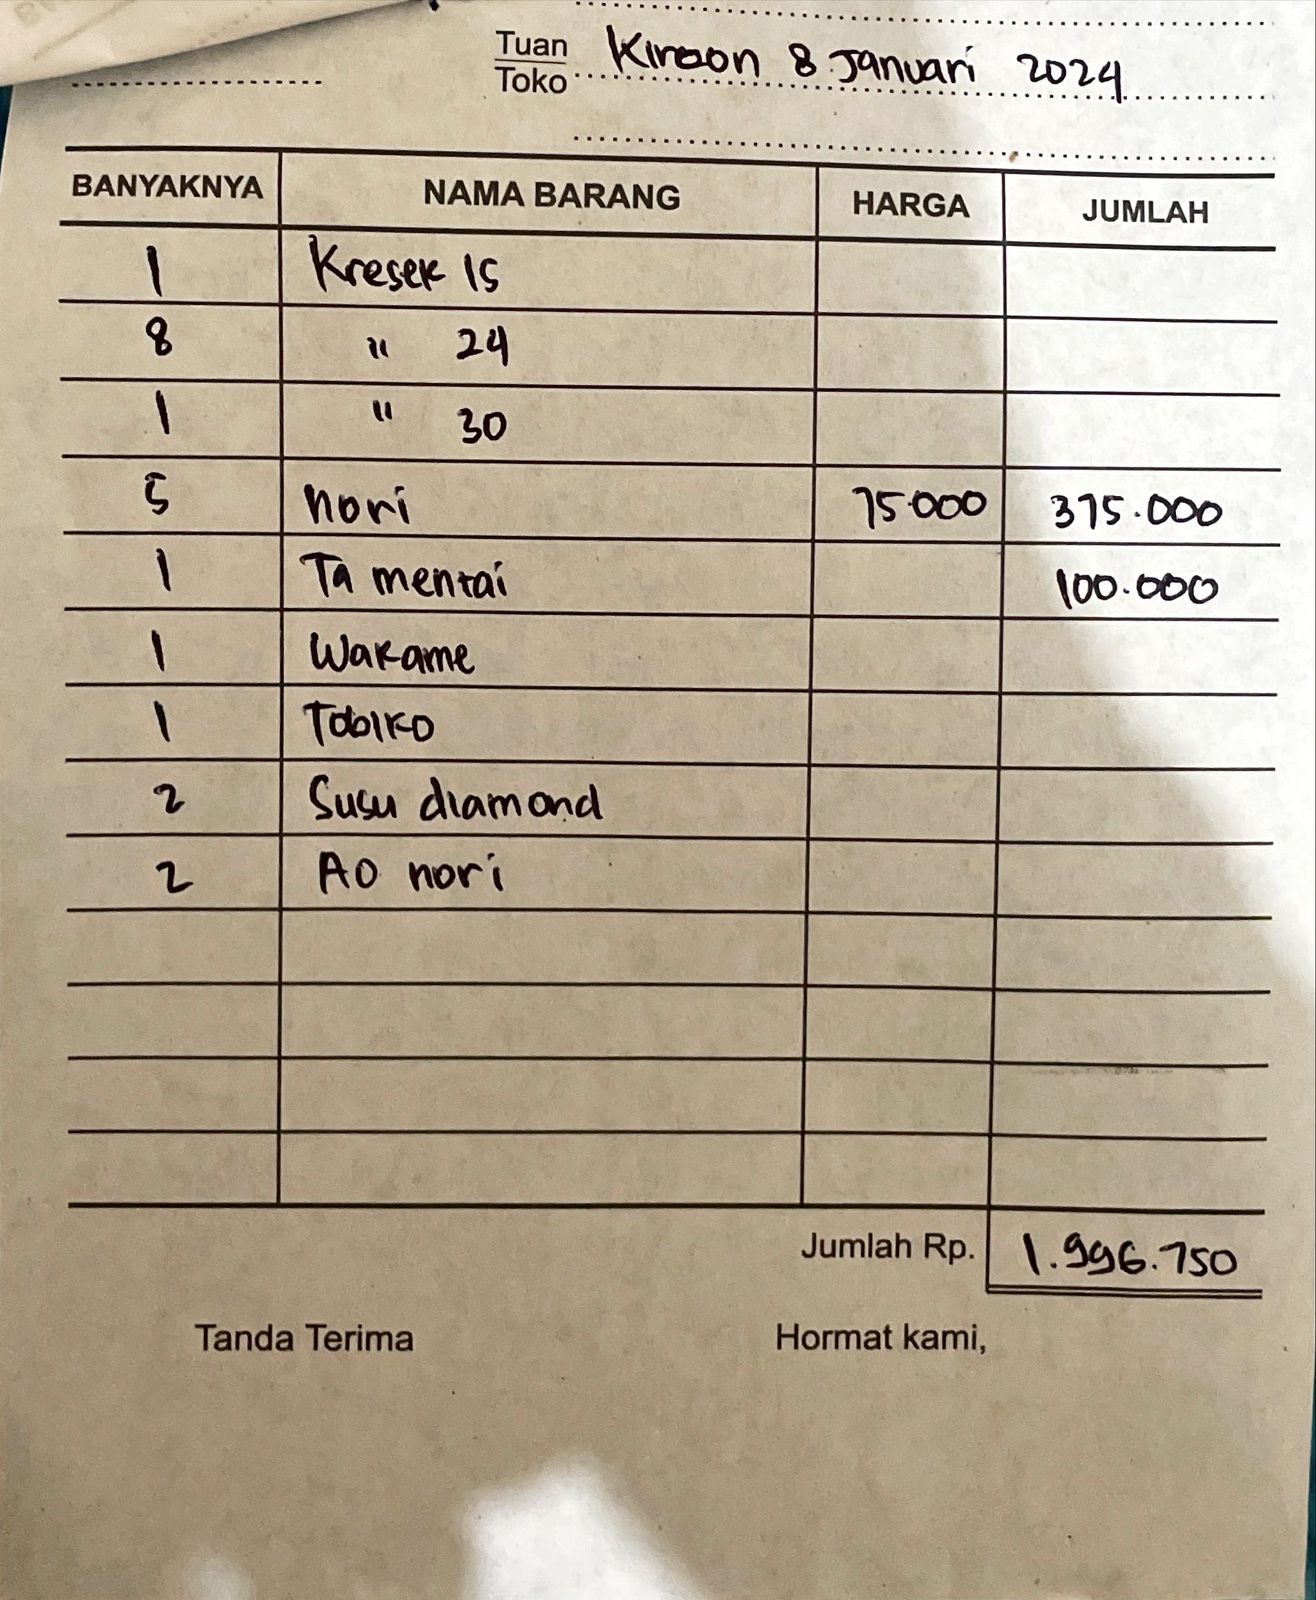 Tuan
Toko
Kiroon 8 Januari 2024
BANYAKNYA NAMA BARANG HARGA JUMLAH
1 Kresek 15
8 " 24
1 " 30
5 nori 75.000 375.000
1 Ta mentai 100.000
1 Wakame
1 Tobiko
2 Susu diamond
2 Ao nori
Jumlah Rp. 1.996.750
Tanda Terima Hormat kami,